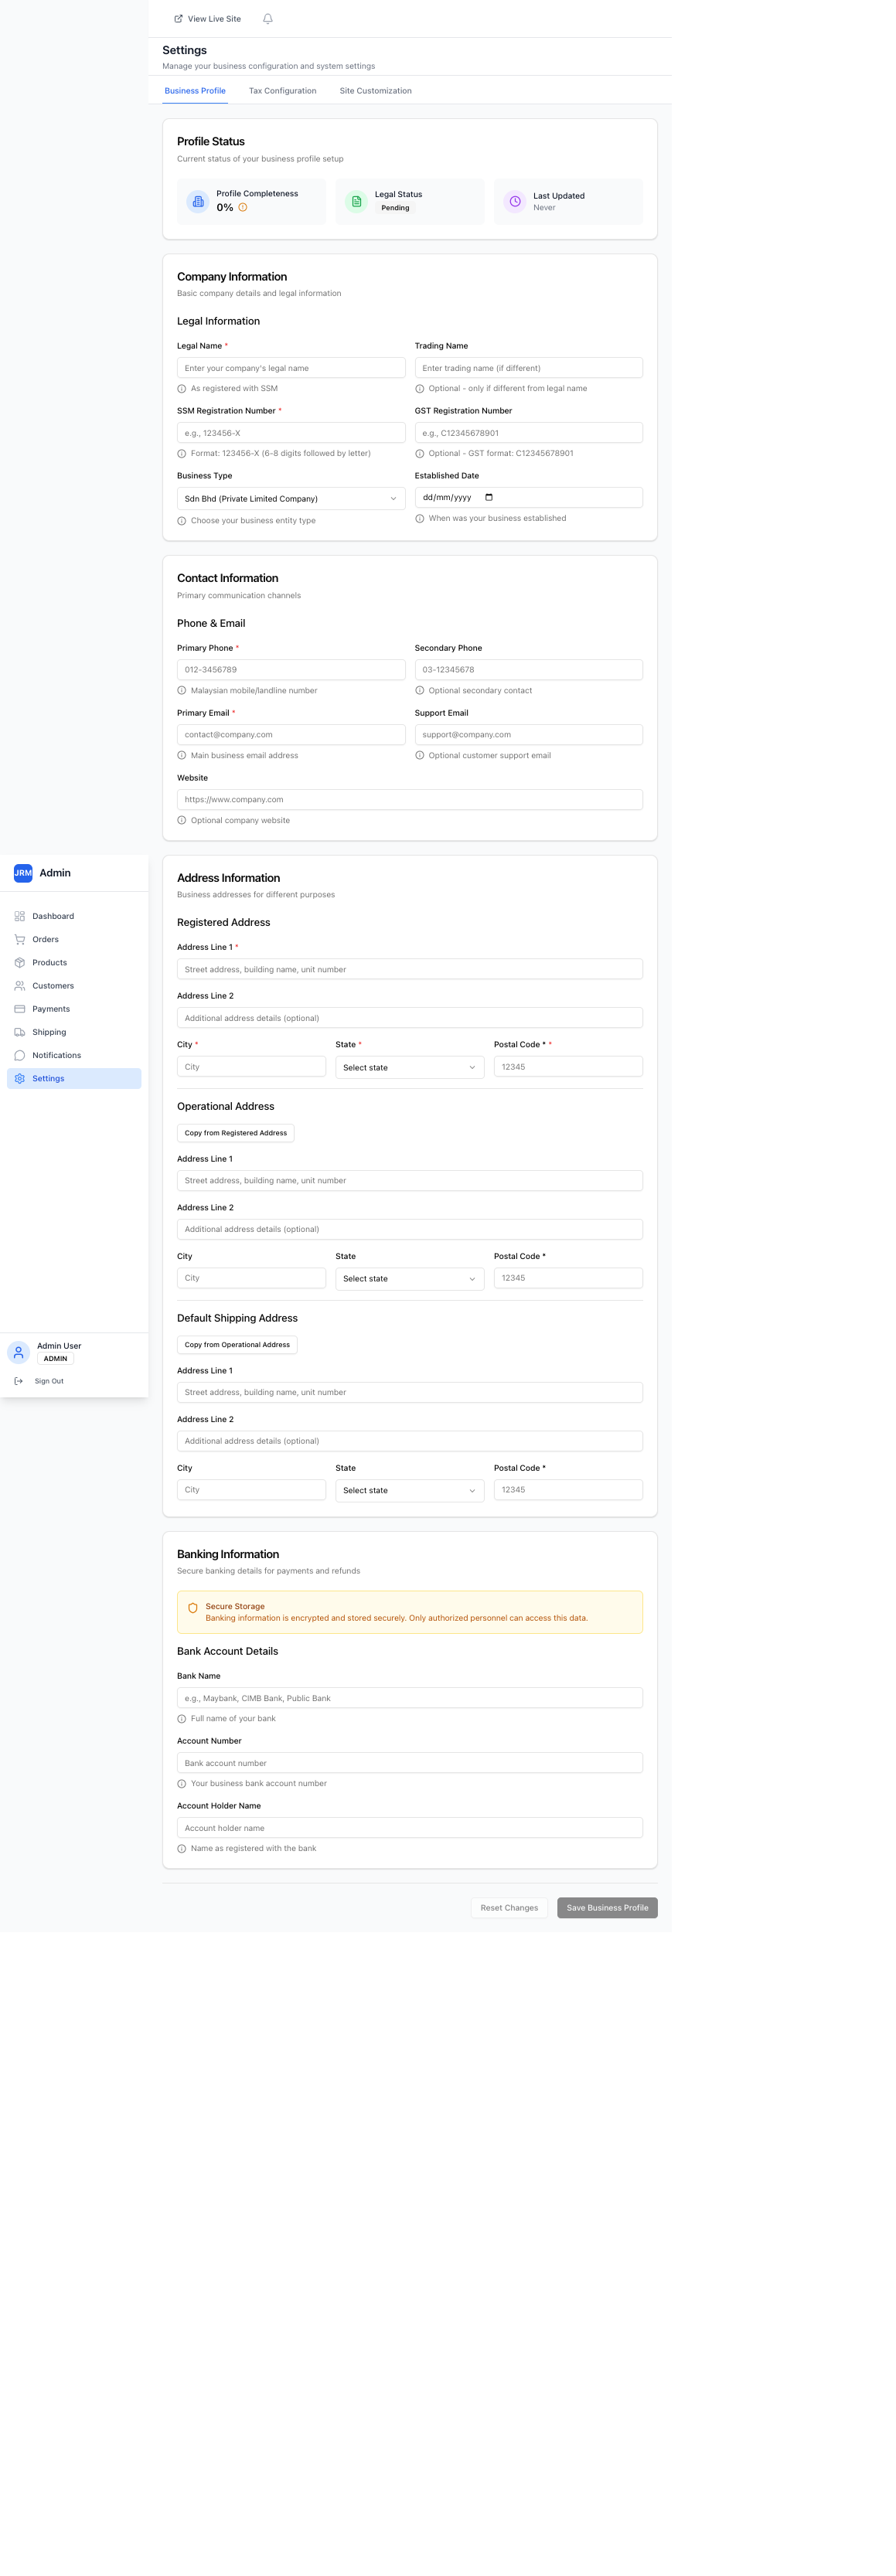 View Live Site
Settings
Manage your business configuration and system settings
Business Profile Tax Configuration Site Customization
Profile Status
Current status of your business profile setup
Profile Completeness
0%
Legal Status
Pending
Last Updated
Never
Company Information
Basic company details and legal information
Legal Information
Legal Name * Trading Name
Enter your company's legal name Enter trading name (if different)
As registered with SSM Optional - only if different from legal name
SSM Registration Number * GST Registration Number
e.g., 123456-X e.g., C12345678901
Format: 123456-X (6-8 digits followed by letter) Optional - GST format: C12345678901
Business Type Established Date
Sdn Bhd (Private Limited Company) dd/mm/yyyy
Choose your business entity type When was your business established
Contact Information
Primary communication channels
Phone & Email
Primary Phone * Secondary Phone
012-3456789 03-12345678
Malaysian mobile/landline number Optional secondary contact
Primary Email * Support Email
contact@company.com support@company.com
Main business email address Optional customer support email
Website
https://www.company.com
Optional company website
JRM Admin
Dashboard
Orders
Products
Customers
Payments
Shipping
Notifications
Settings
Admin User
ADMIN
Sign Out
Address Information
Business addresses for different purposes
Registered Address
Address Line 1 *
Street address, building name, unit number
Address Line 2
Additional address details (optional)
City * State * Postal Code * *
City Select state 12345
Operational Address
Copy from Registered Address
Address Line 1
Street address, building name, unit number
Address Line 2
Additional address details (optional)
City State Postal Code *
City Select state 12345
Default Shipping Address
Copy from Operational Address
Address Line 1
Street address, building name, unit number
Address Line 2
Additional address details (optional)
City State Postal Code *
City Select state 12345
Banking Information
Secure banking details for payments and refunds
Secure Storage
Banking information is encrypted and stored securely. Only authorized personnel can access this data.
Bank Account Details
Bank Name
e.g., Maybank, CIMB Bank, Public Bank
Full name of your bank
Account Number
Bank account number
Your business bank account number
Account Holder Name
Account holder name
Name as registered with the bank
Reset Changes Save Business Profile